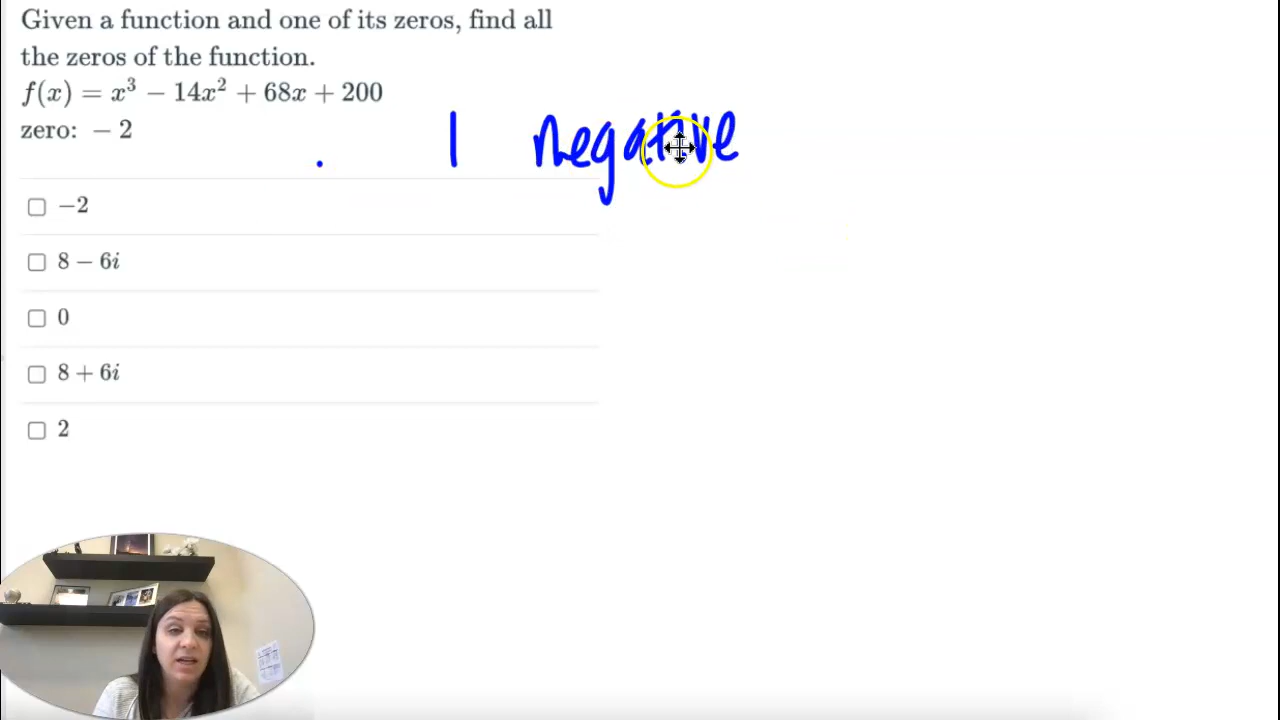 Given a function and one of its zeros, find all
the zeros of the function.
f(x) = x³ − 14x² + 68x + 200
zero: − 2
1 negative
−2
8 − 6i
0
8 + 6i
2